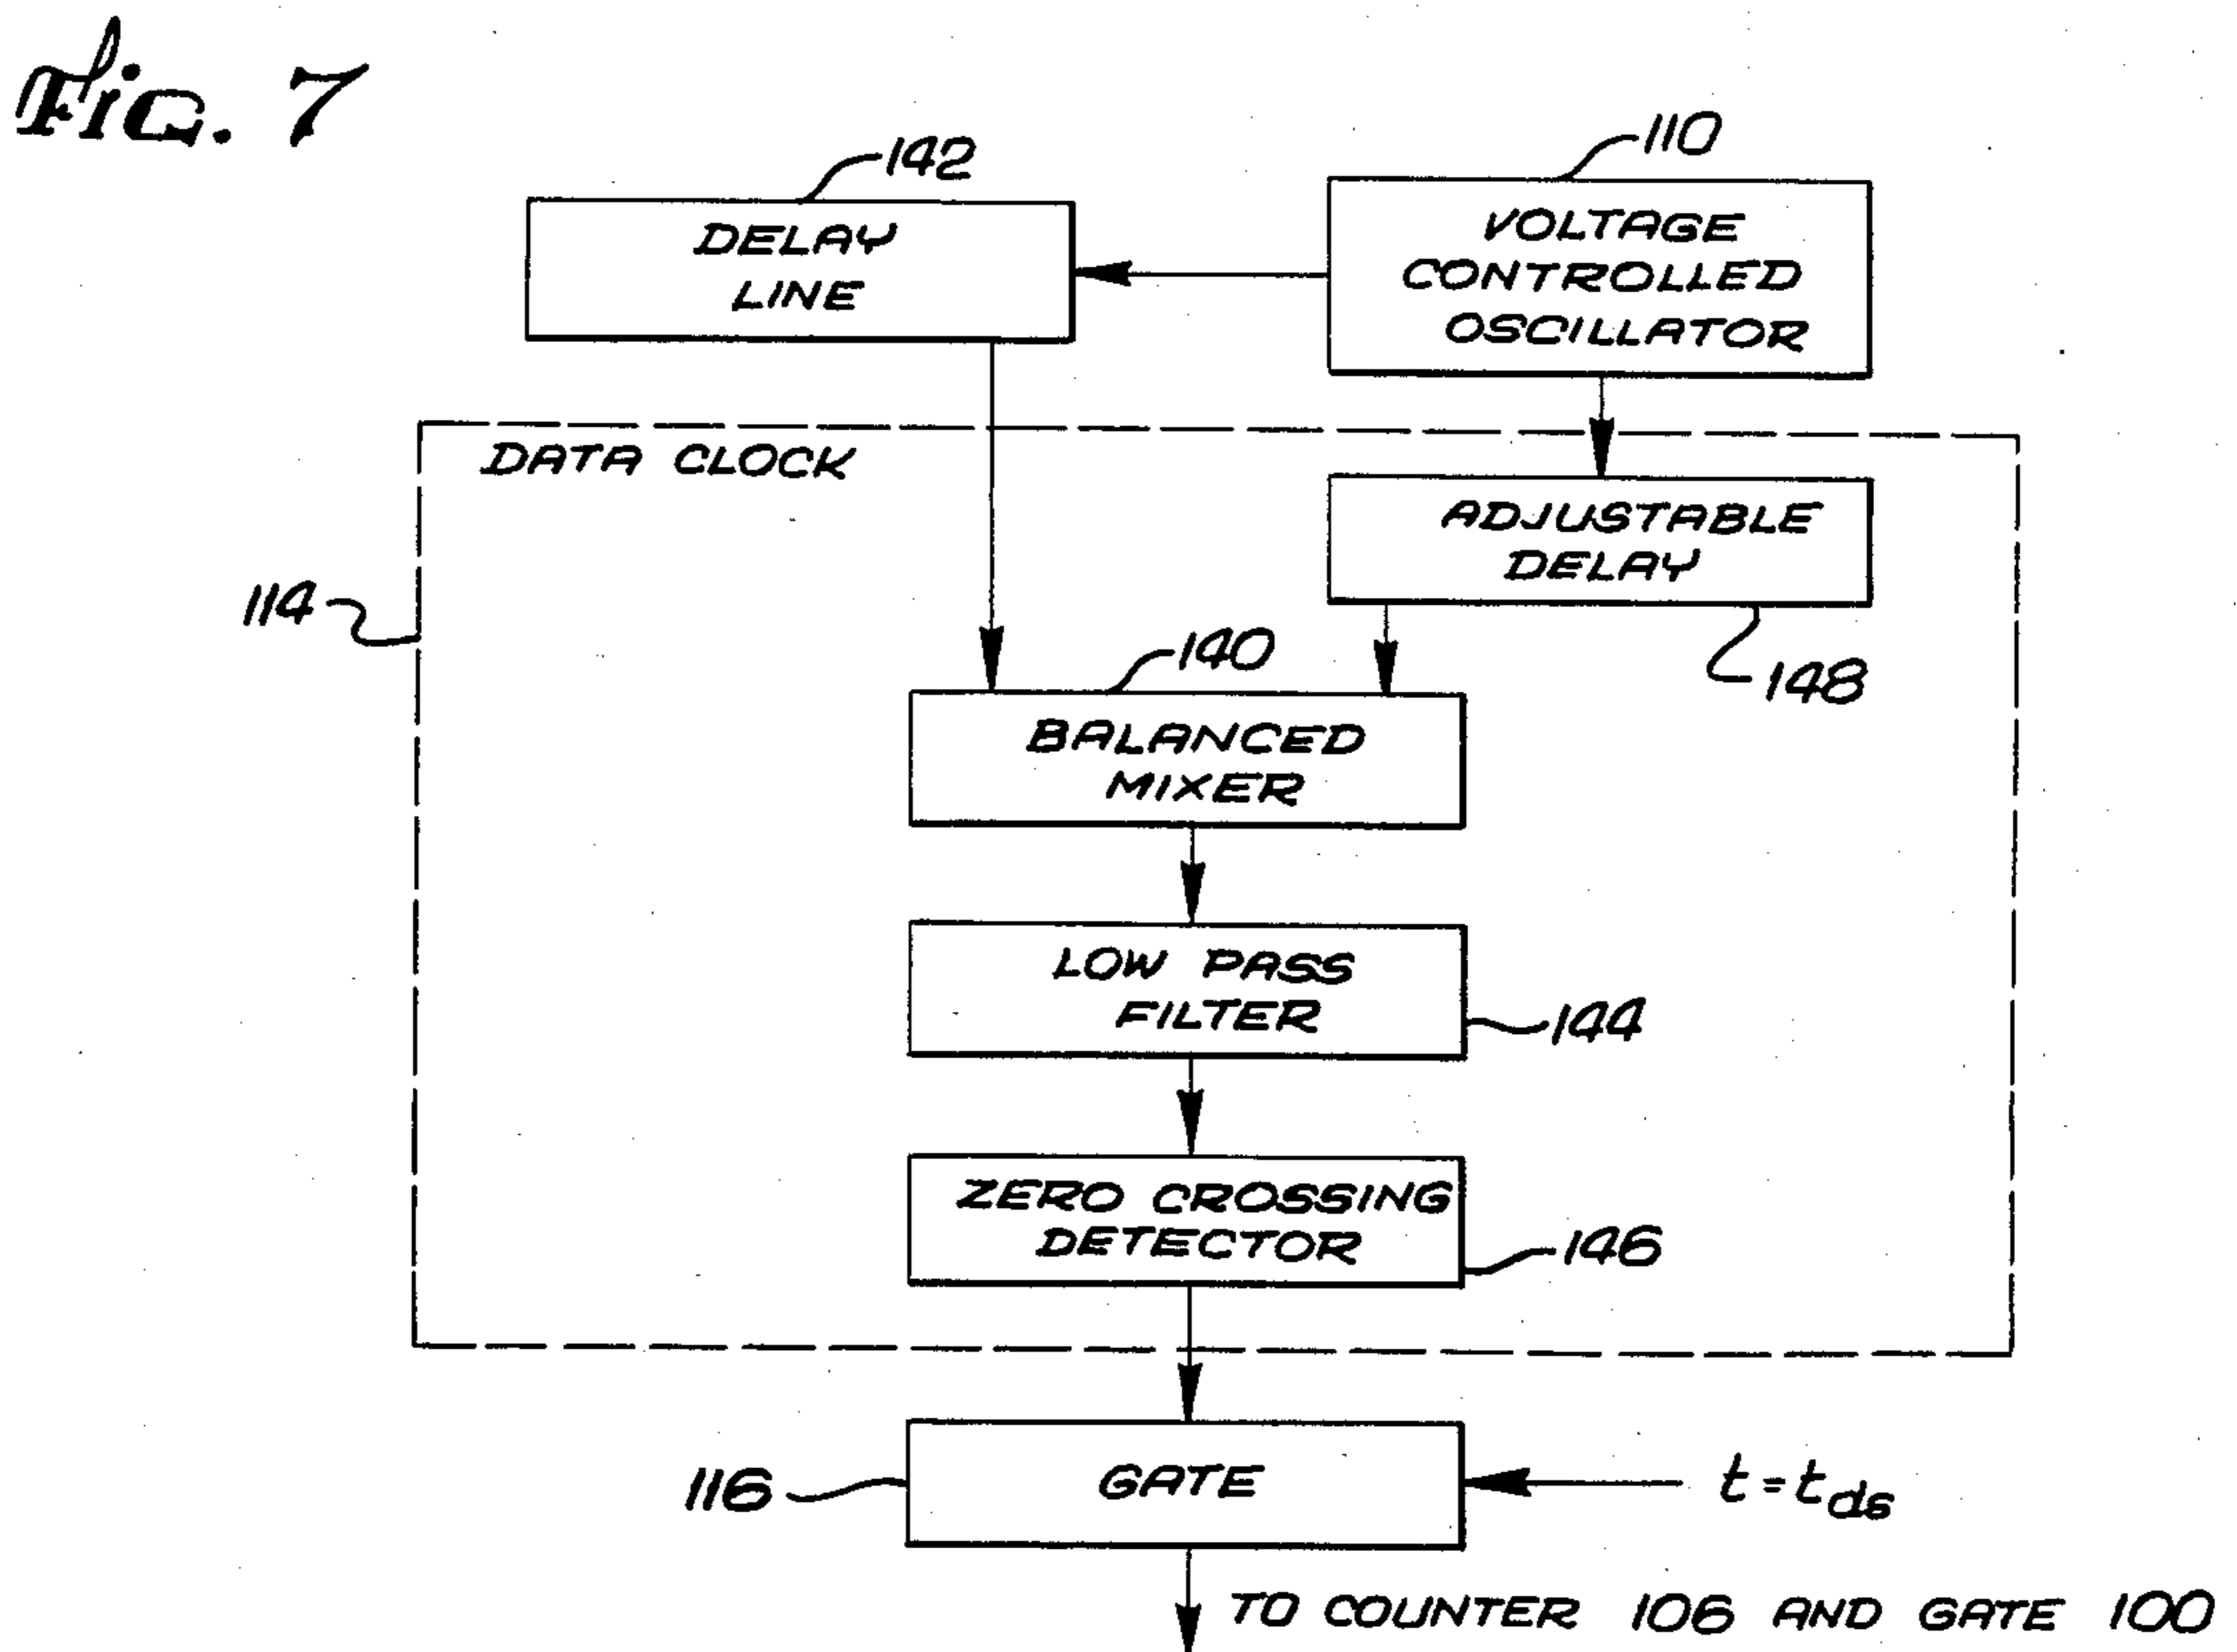 Fig. 7
142
110
DELAY
LINE
VOLTAGE
CONTROLLED
OSCILLATOR
DATA CLOCK
ADJUSTABLE
DELAY
114
140
148
BALANCED
MIXER
LOW PASS
FILTER
144
ZERO CROSSING
DETECTOR
146
116
GATE
t = tds
TO COUNTER 106 AND GATE 100